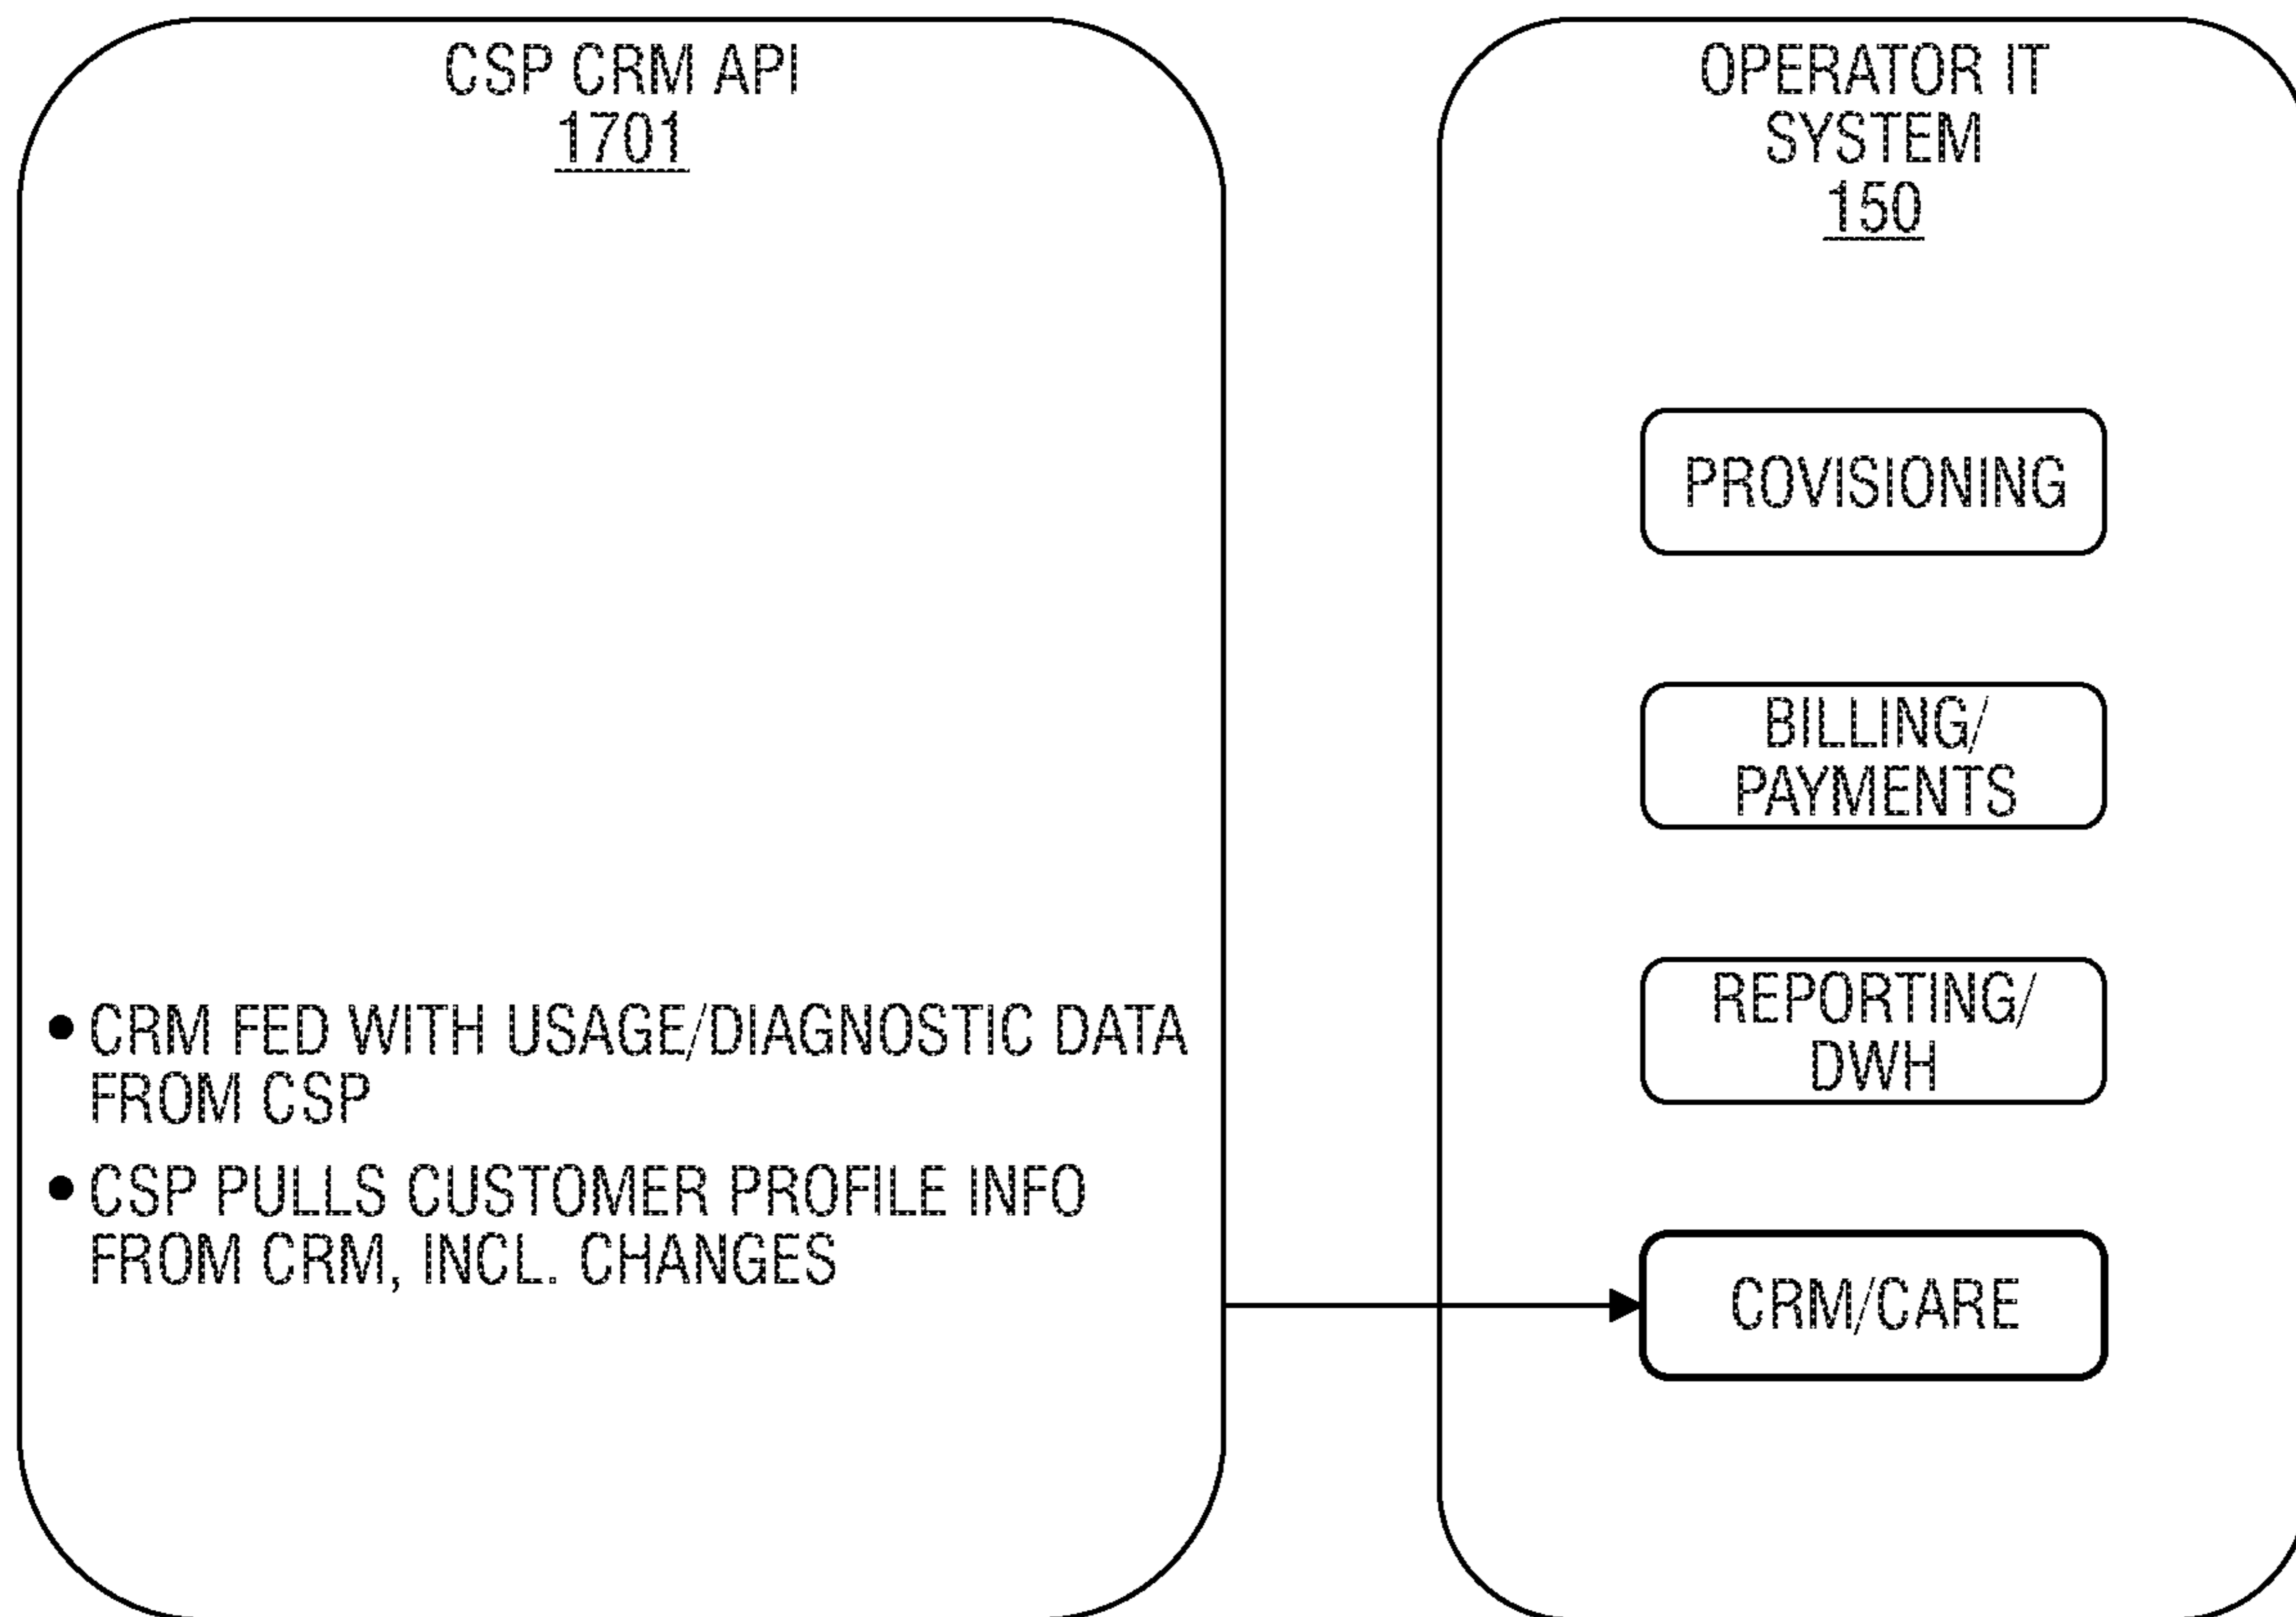 CSP CRM API
1701
• CRM FED WITH USAGE/DIAGNOSTIC DATA
FROM CSP
• CSP PULLS CUSTOMER PROFILE INFO
FROM CRM, INCL. CHANGES
OPERATOR IT
SYSTEM
150
PROVISIONING
BILLING/
PAYMENTS
REPORTING/
DWH
CRM/CARE